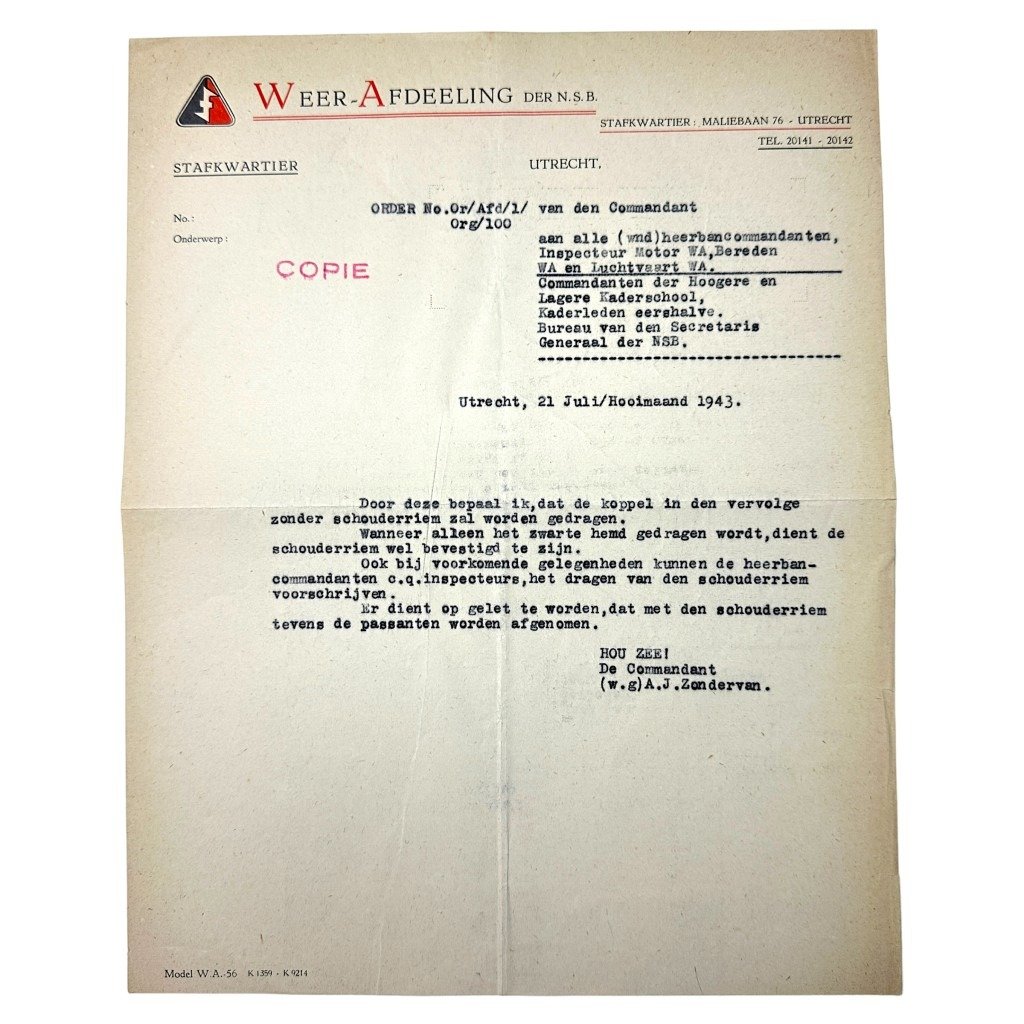 WEER-AFDEELING DER N.S.B.
STAFKWARTIER: MALIEBAAN 76 - UTRECHT
TEL. 20141 - 20142
STAFKWARTIER
UTRECHT,
No.:
Onderwerp:
COPIE
ORDER No.Or/Afd/1/ van den Commandant
Org/100
aan alle (wnd)heerbancommandanten,
Inspecteur Motor WA,Bereden
WA en Luchtvaart WA.
Commandanten der Hoogere en
Lagere Kaderschool,
Kaderleden eershalve.
Bureau van den Secretaris
Generaal der NSB.
-----------------------------------
Utrecht, 21 Juli/Hooimaand 1943.
Door deze bepaal ik,dat de koppel in den vervolge
zonder schouderriem zal worden gedragen.
Wanneer alleen het zwarte hemd gedragen wordt,dient de
schouderriem wel bevestigd te zijn.
Ook bij voorkomende gelegenheden kunnen de heerban-
commandanten c.q.inspecteurs,het dragen van den schouderriem
voorschrijven.
Er dient op gelet te worden,dat met den schouderriem
tevens de passanten worden afgenomen.
HOU ZEE!
De Commandant
(w.g)A.J.Zondervan.
Model W.A.-56 K 1359 - K 9214